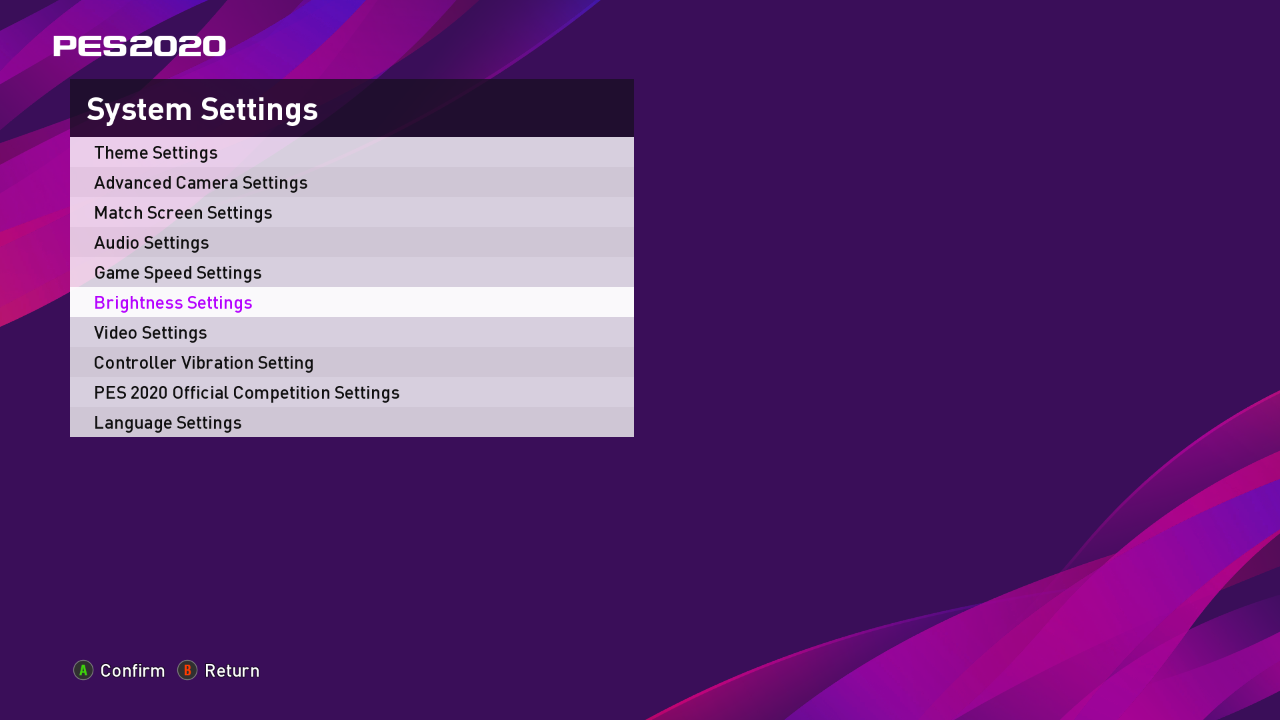 PES2020
System Settings
Theme Settings
Advanced Camera Settings
Match Screen Settings
Audio Settings
Game Speed Settings
Brightness Settings
Video Settings
Controller Vibration Setting
PES 2020 Official Competition Settings
Language Settings
A Confirm B Return